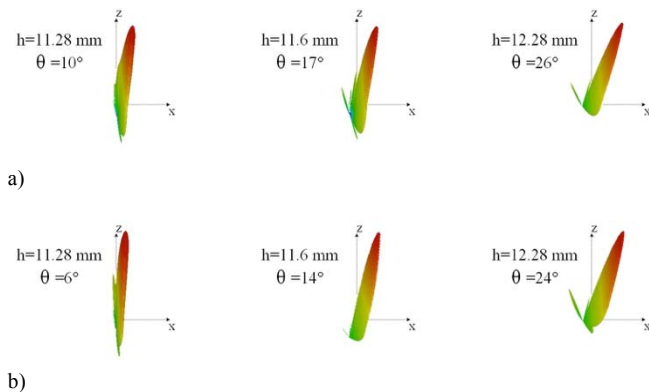 z
h=11.28 mm
θ =10°
x
z
h=11.6 mm
θ =17°
x
z
h=12.28 mm
θ =26°
x
a)
z
h=11.28 mm
θ =6°
x
z
h=11.6 mm
θ =14°
x
z
h=12.28 mm
θ =24°
x
b)